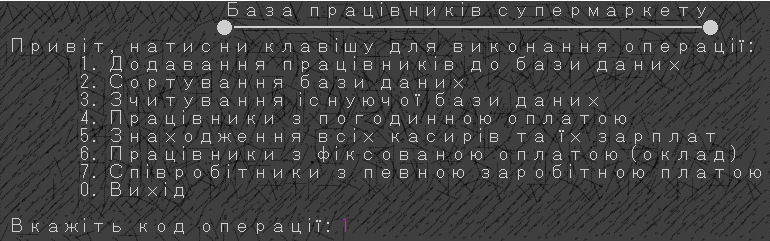 База працівників супермаркету
Привіт, натисни клавішу для виконання операції:
1. Додавання працівників до бази даних
2. Сортування бази даних
3. Зчитування існуючої бази даних
4. Працівники з погодинною оплатою
5. Знаходження всіх касирів та їх зарплат
6. Працівники з фіксованою оплатою (оклад)
7. Співробітники з певною заробітною платою
0. Вихід
Вкажіть код операції: